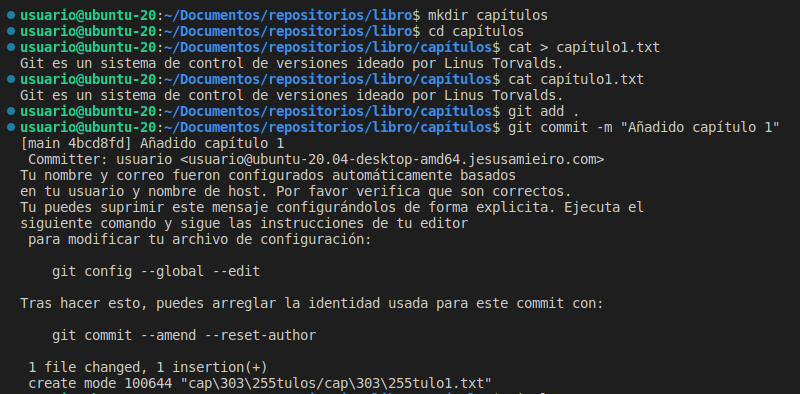 usuario@ubuntu-20:~/Documentos/repositorios/libro$ mkdir capítulos
usuario@ubuntu-20:~/Documentos/repositorios/libro$ cd capítulos
usuario@ubuntu-20:~/Documentos/repositorios/libro/capítulos$ cat > capítulo1.txt
Git es un sistema de control de versiones ideado por Linus Torvalds.
usuario@ubuntu-20:~/Documentos/repositorios/libro/capítulos$ cat capítulo1.txt
Git es un sistema de control de versiones ideado por Linus Torvalds.
usuario@ubuntu-20:~/Documentos/repositorios/libro/capítulos$ git add .
usuario@ubuntu-20:~/Documentos/repositorios/libro/capítulos$ git commit -m "Añadido capítulo 1"
[main 4bcd8fd] Añadido capítulo 1
 Committer: usuario <usuario@ubuntu-20.04-desktop-amd64.jesusamieiro.com>
Tu nombre y correo fueron configurados automáticamente basados
en tu usuario y nombre de host. Por favor verifica que son correctos.
Tu puedes suprimir este mensaje configurándolos de forma explicita. Ejecuta el
siguiente comando y sigue las instrucciones de tu editor
 para modificar tu archivo de configuración:
    git config --global --edit
Tras hacer esto, puedes arreglar la identidad usada para este commit con:
    git commit --amend --reset-author
 1 file changed, 1 insertion(+)
 create mode 100644 "cap\303\255tulos/cap\303\255tulo1.txt"